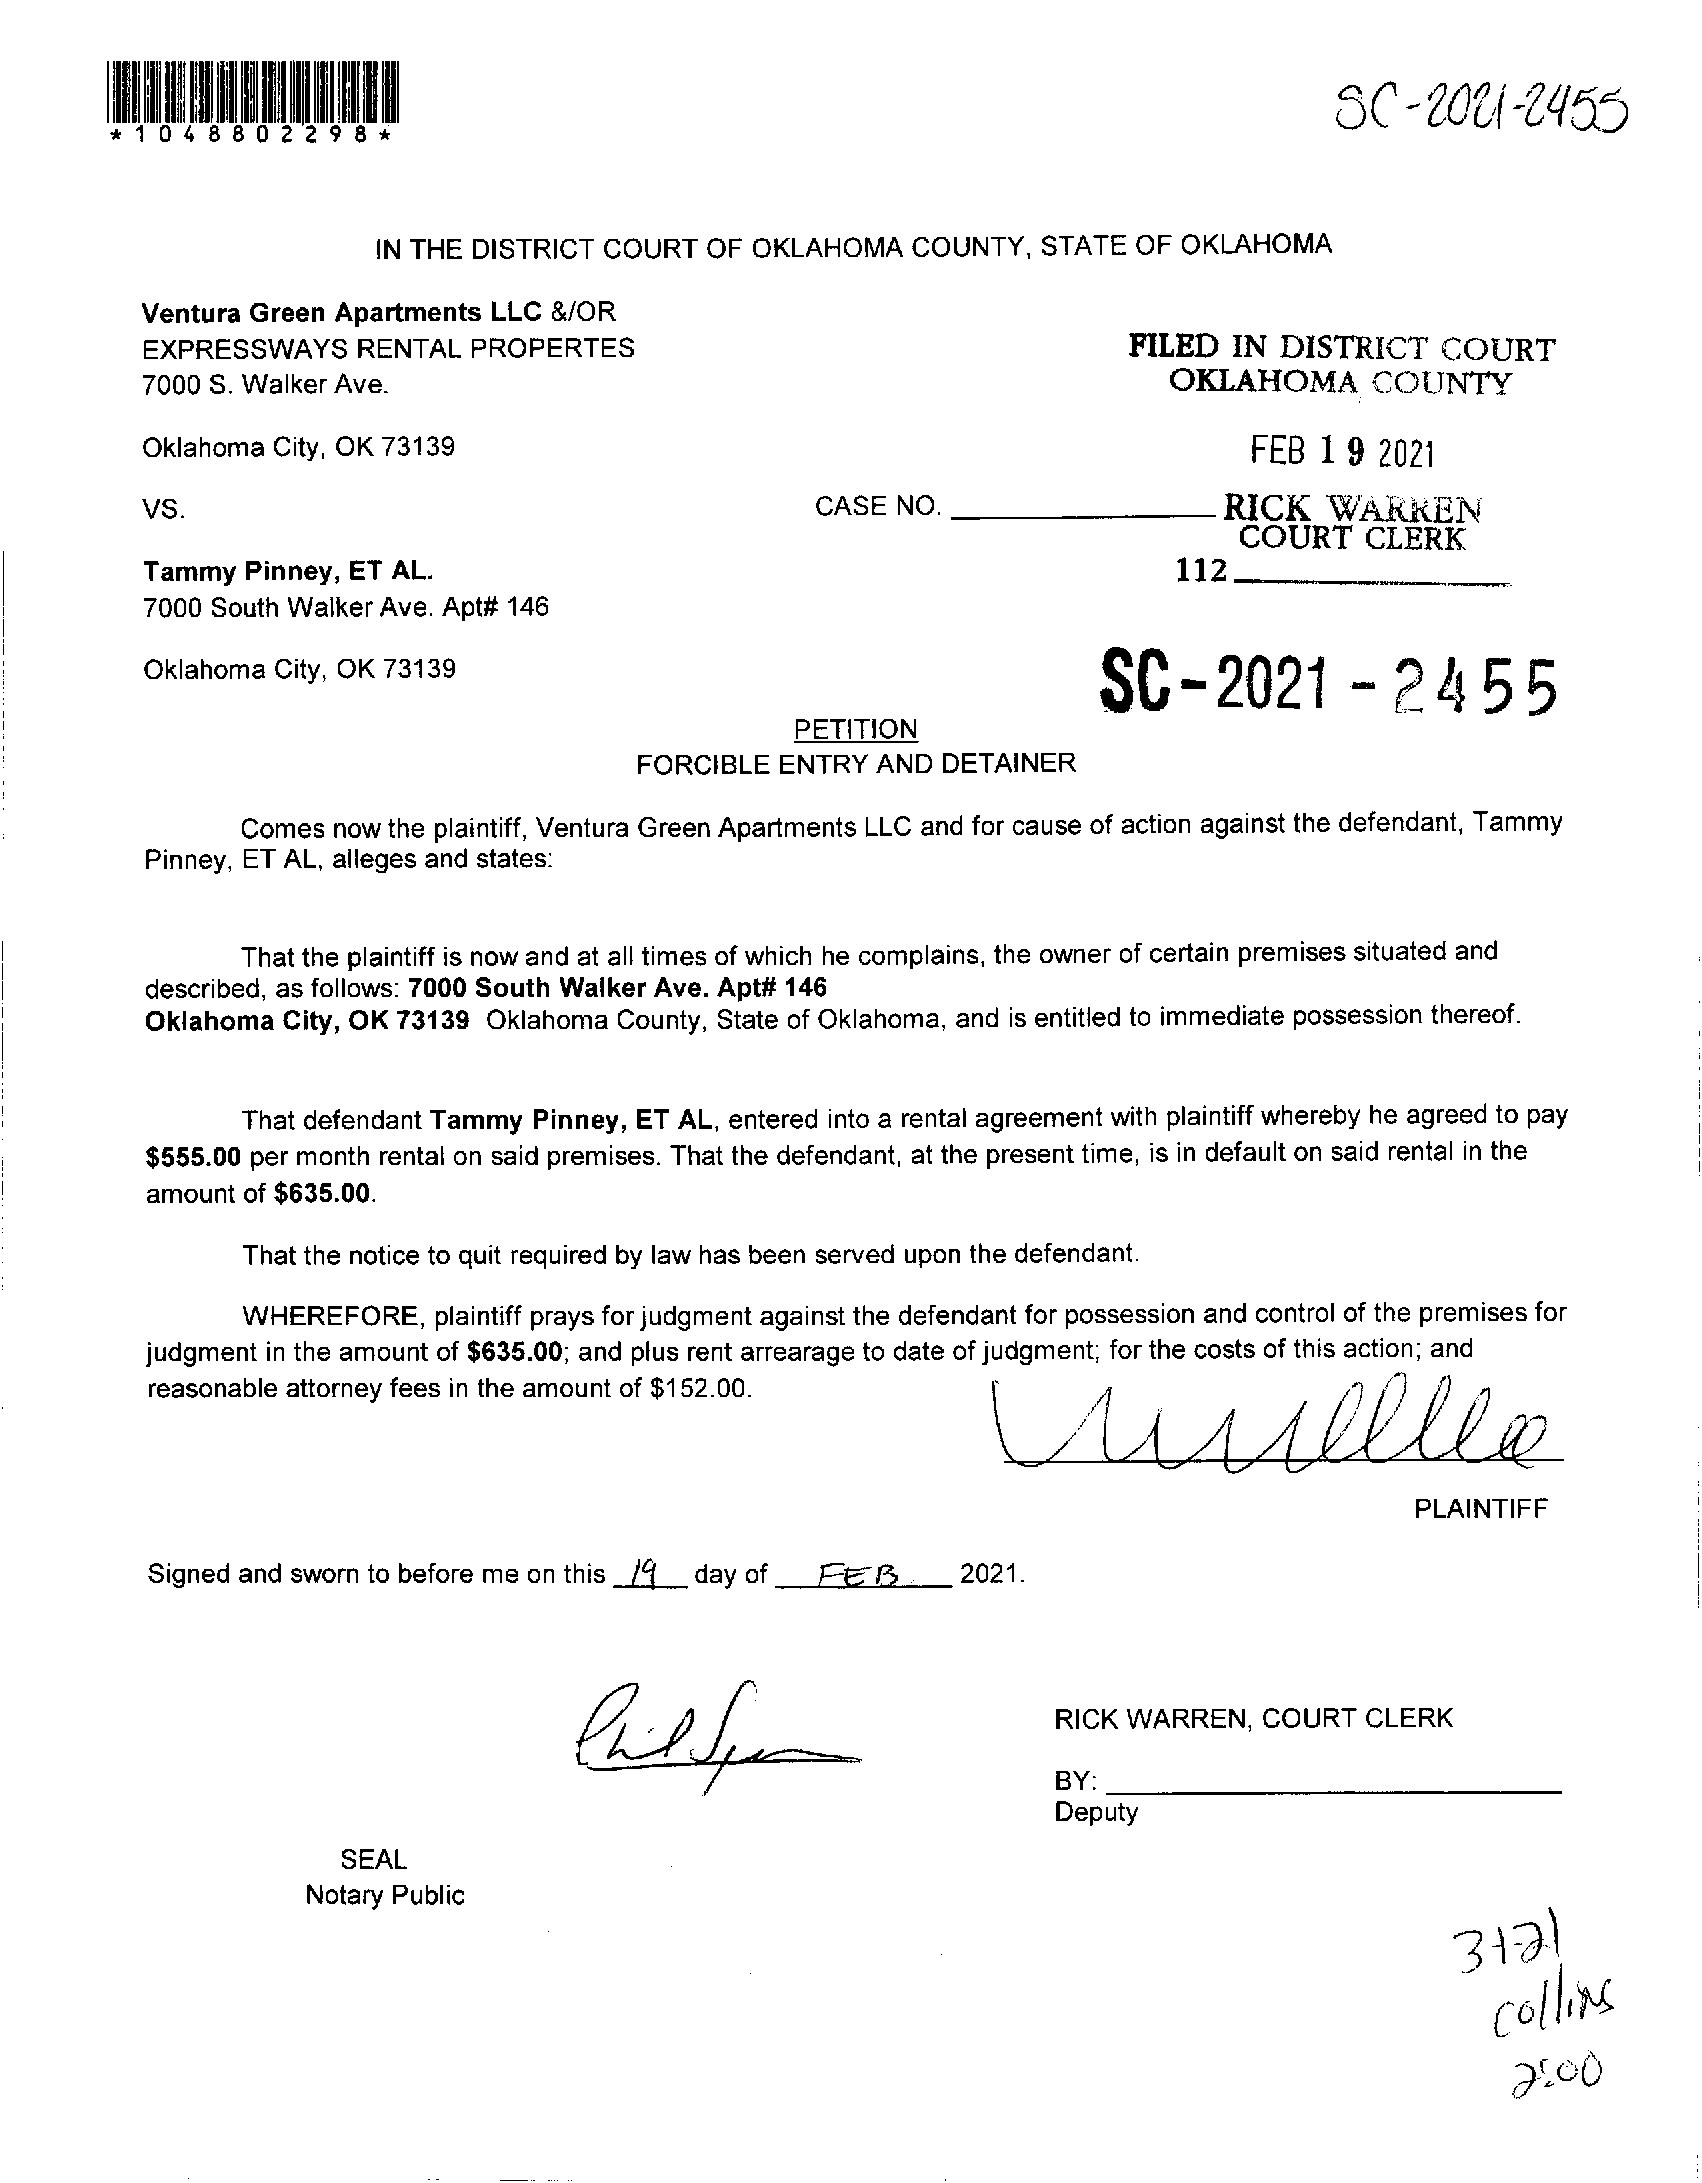 *1048802298*
SC-2021-2455
IN THE DISTRICT COURT OF OKLAHOMA COUNTY, STATE OF OKLAHOMA
Ventura Green Apartments LLC &/OR
EXPRESSWAYS RENTAL PROPERTES
7000 S. Walker Ave.
FILED IN DISTRICT COURT
OKLAHOMA COUNTY
Oklahoma City, OK 73139
FEB 19 2021
VS.
CASE NO.
RICK WARREN
COURT CLERK
Tammy Pinney, ET AL.
112
7000 South Walker Ave. Apt# 146
Oklahoma City, OK 73139
SC-2021-2455
PETITION
FORCIBLE ENTRY AND DETAINER
Comes now the plaintiff, Ventura Green Apartments LLC and for cause of action against the defendant, Tammy
Pinney, ET AL, alleges and states:
That the plaintiff is now and at all times of which he complains, the owner of certain premises situated and
described, as follows: 7000 South Walker Ave. Apt# 146
Oklahoma City, OK 73139 Oklahoma County, State of Oklahoma, and is entitled to immediate possession thereof.
That defendant Tammy Pinney, ET AL, entered into a rental agreement with plaintiff whereby he agreed to pay
$555.00 per month rental on said premises. That the defendant, at the present time, is in default on said rental in the
amount of $635.00.
That the notice to quit required by law has been served upon the defendant.
WHEREFORE, plaintiff prays for judgment against the defendant for possession and control of the premises for
judgment in the amount of $635.00; and plus rent arrearage to date of judgment; for the costs of this action; and
reasonable attorney fees in the amount of $152.00.
PLAINTIFF
Signed and sworn to before me on this 19 day of FEB 2021.
RICK WARREN, COURT CLERK
BY:
Deputy
SEAL
Notary Public
collins
2:00